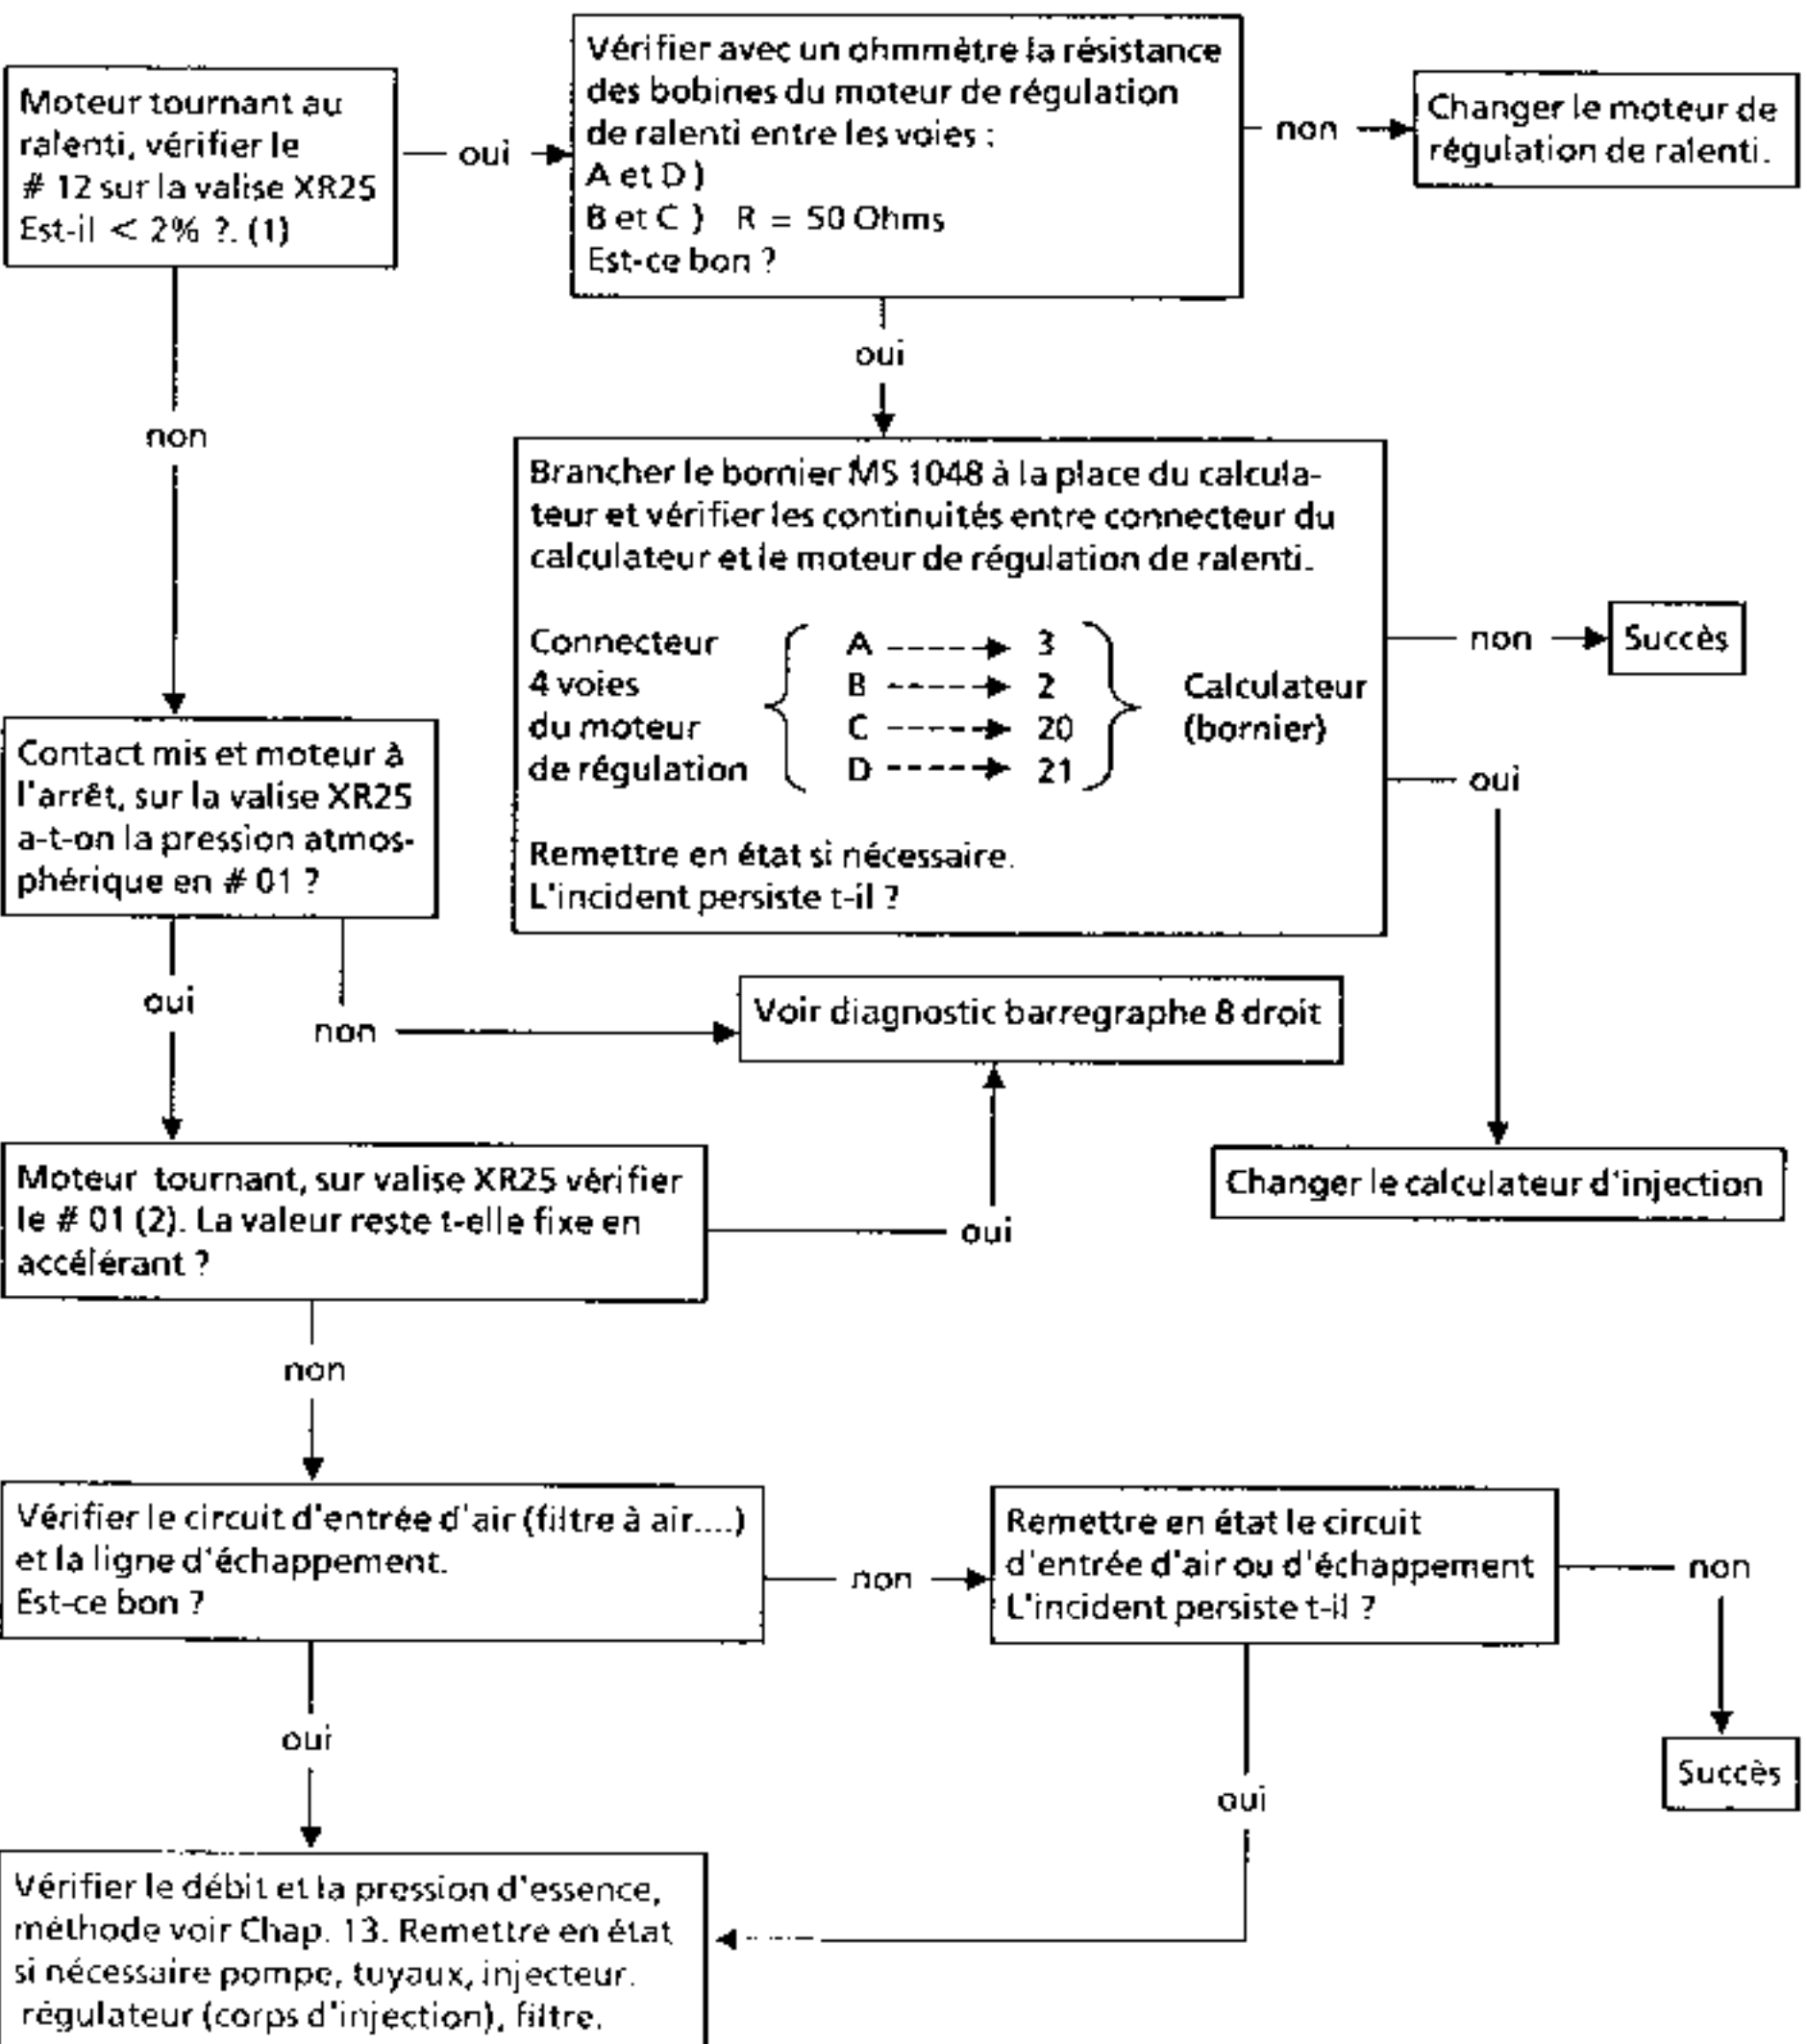 Moteur tournant au
ralenti, vérifier le
# 12 sur la valise XR25
Est-il < 2% ?. (1)
oui
Vérifier avec un ohmmètre la résistance
des bobines du moteur de régulation
de ralenti entre les voies :
A et D )
B et C ) R = 50 Ohms
Est-ce bon ?
non
Changer le moteur de
régulation de ralenti.
oui
non
Brancher le bornier MS 1048 à la place du calcula-
teur et vérifier les continuités entre connecteur du
calculateur et le moteur de régulation de ralenti.
Connecteur
4 voies
du moteur
de régulation
A 3
B 2
C 20
D 21
Calculateur
(bornier)
Remettre en état si nécessaire.
L'incident persiste t-il ?
non
Succès
oui
Contact mis et moteur à
l'arrêt, sur la valise XR25
a-t-on la pression atmos-
phérique en # 01 ?
oui
non
Voir diagnostic barregraphe 8 droit
Moteur tournant, sur valise XR25 vérifier
le # 01 (2). La valeur reste t-elle fixe en
accélérant ?
oui
Changer le calculateur d'injection
non
Vérifier le circuit d'entrée d'air (filtre à air....)
et la ligne d'échappement.
Est-ce bon ?
non
Remettre en état le circuit
d'entrée d'air ou d'échappement
L'incident persiste t-il ?
non
Succès
oui
oui
Vérifier le débit et la pression d'essence,
méthode voir Chap. 13. Remettre en état
si nécessaire pompe, tuyaux, injecteur.
régulateur (corps d'injection), filtre.